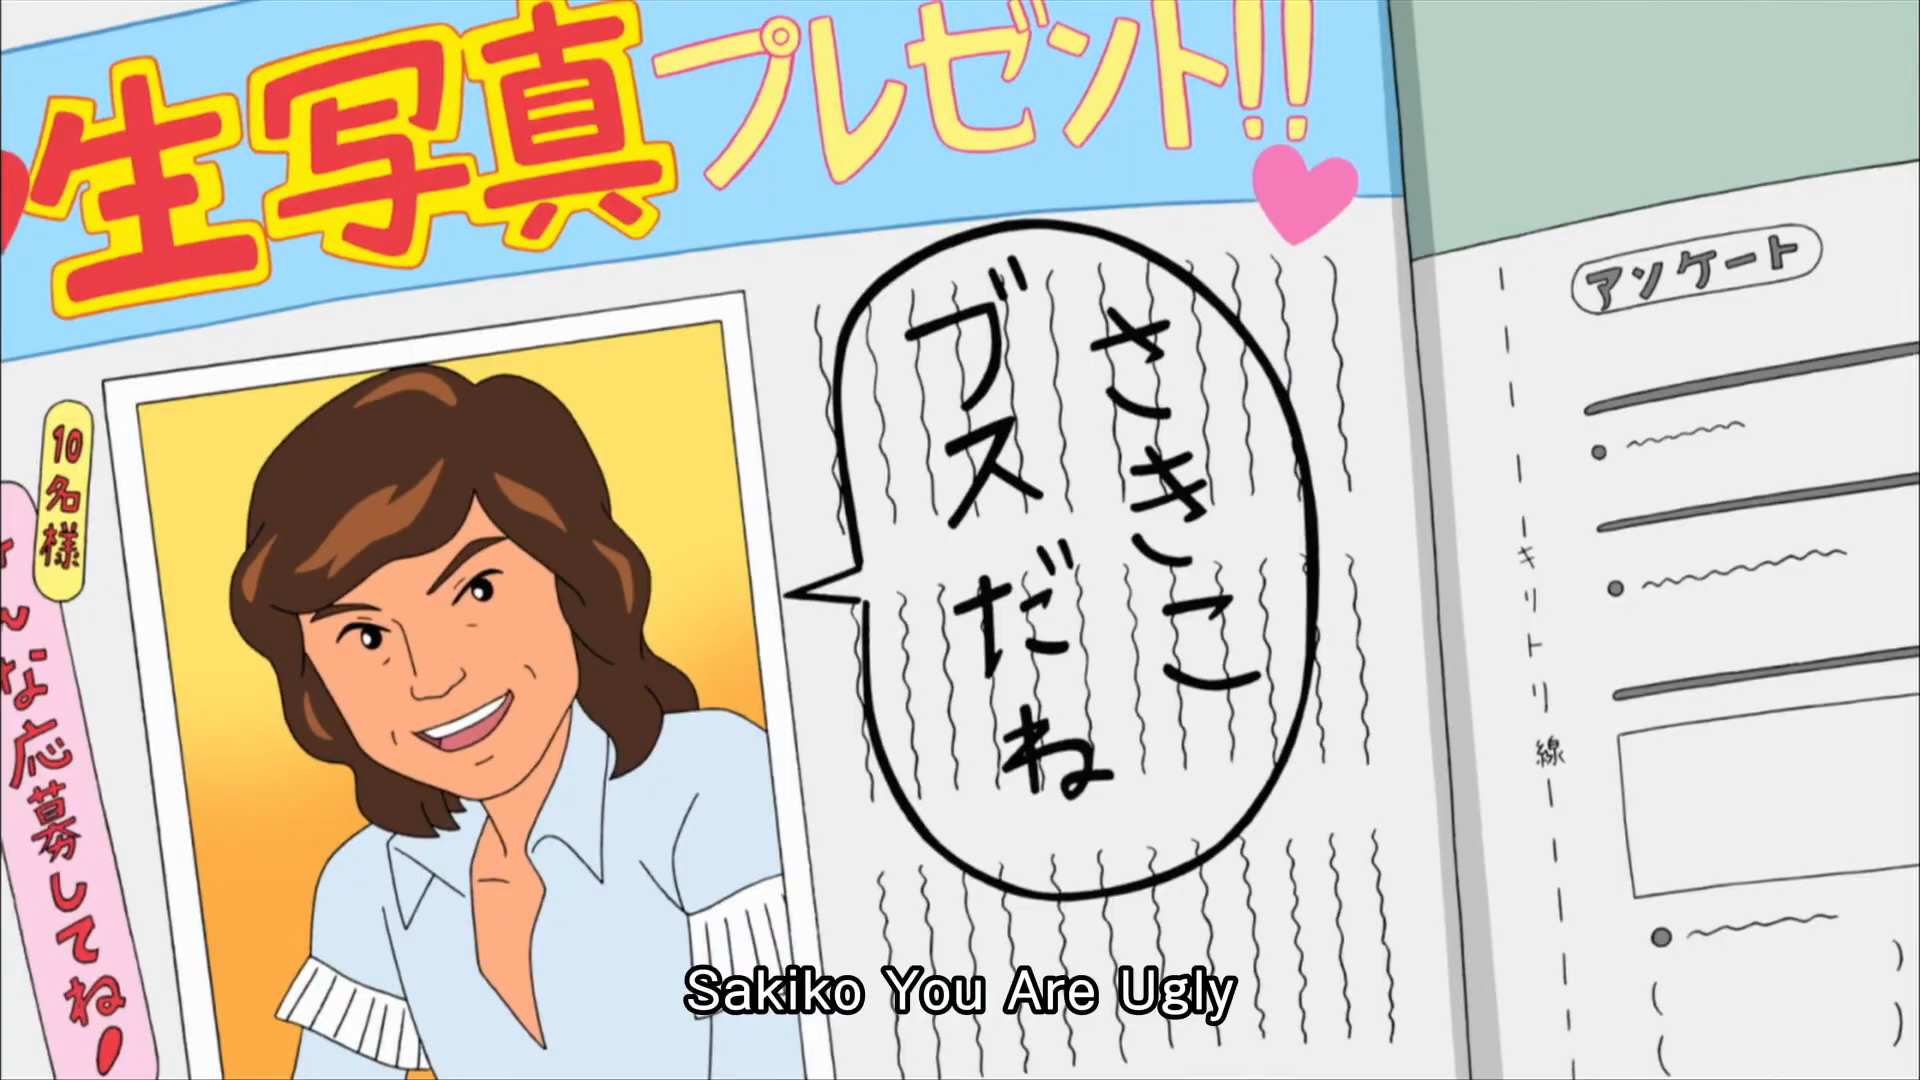 生写真プレゼント!!
10名様
な応募してね!
さきこ
ブスだね
アンケート
キリトリ線
Sakiko You Are Ugly